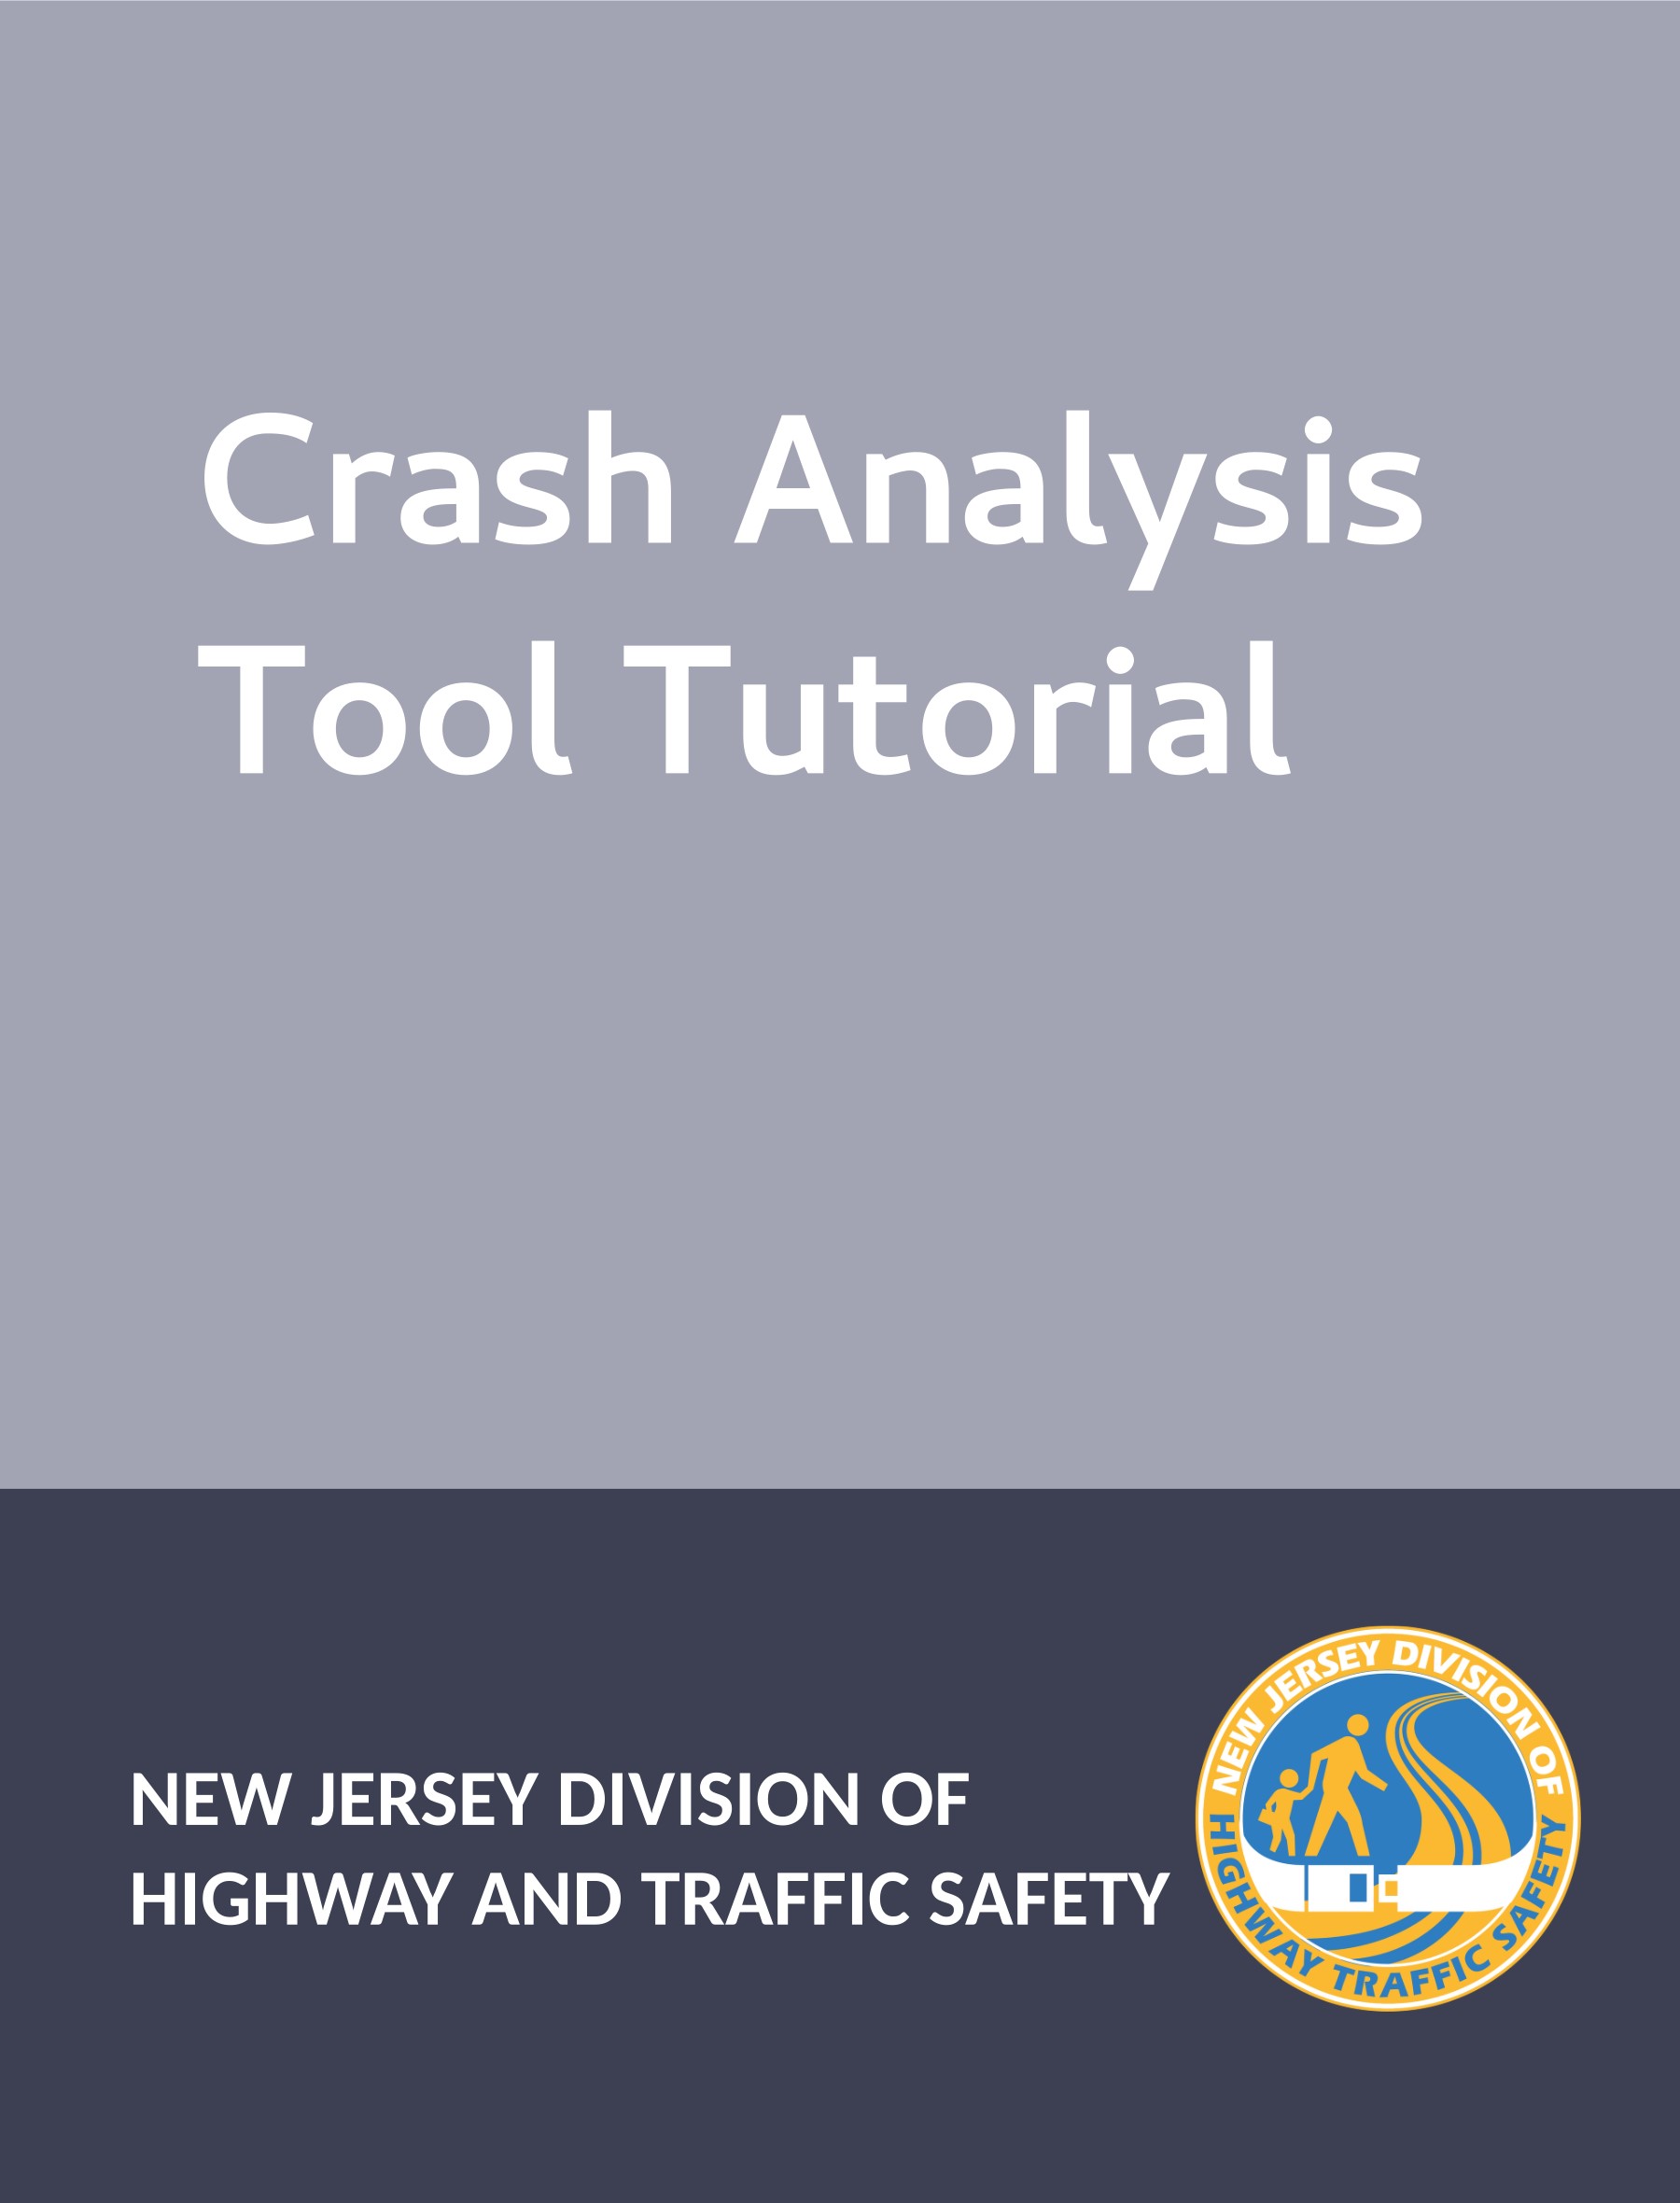 Crash Analysis
Tool Tutorial
NEW JERSEY DIVISION OF
HIGHWAY AND TRAFFIC SAFETY
NEW JERSEY DIVISION OF
HIGHWAY TRAFFIC SAFETY